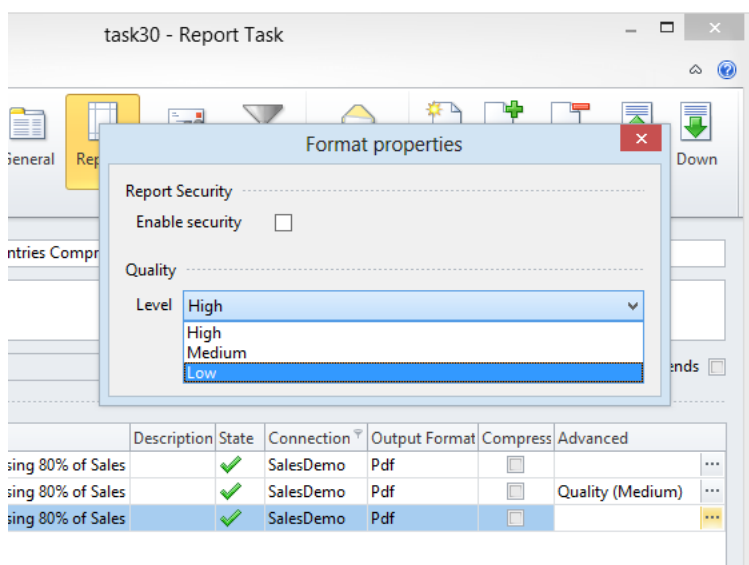 task30 - Report Task
General
Rep
Down
Format properties
Report Security
Enable security
ntries Compr
Quality
Level High
High
Medium
Low
ends
Description State Connection Output Format Compress Advanced
sing 80% of Sales SalesDemo Pdf ...
sing 80% of Sales SalesDemo Pdf Quality (Medium) ...
sing 80% of Sales SalesDemo Pdf ...